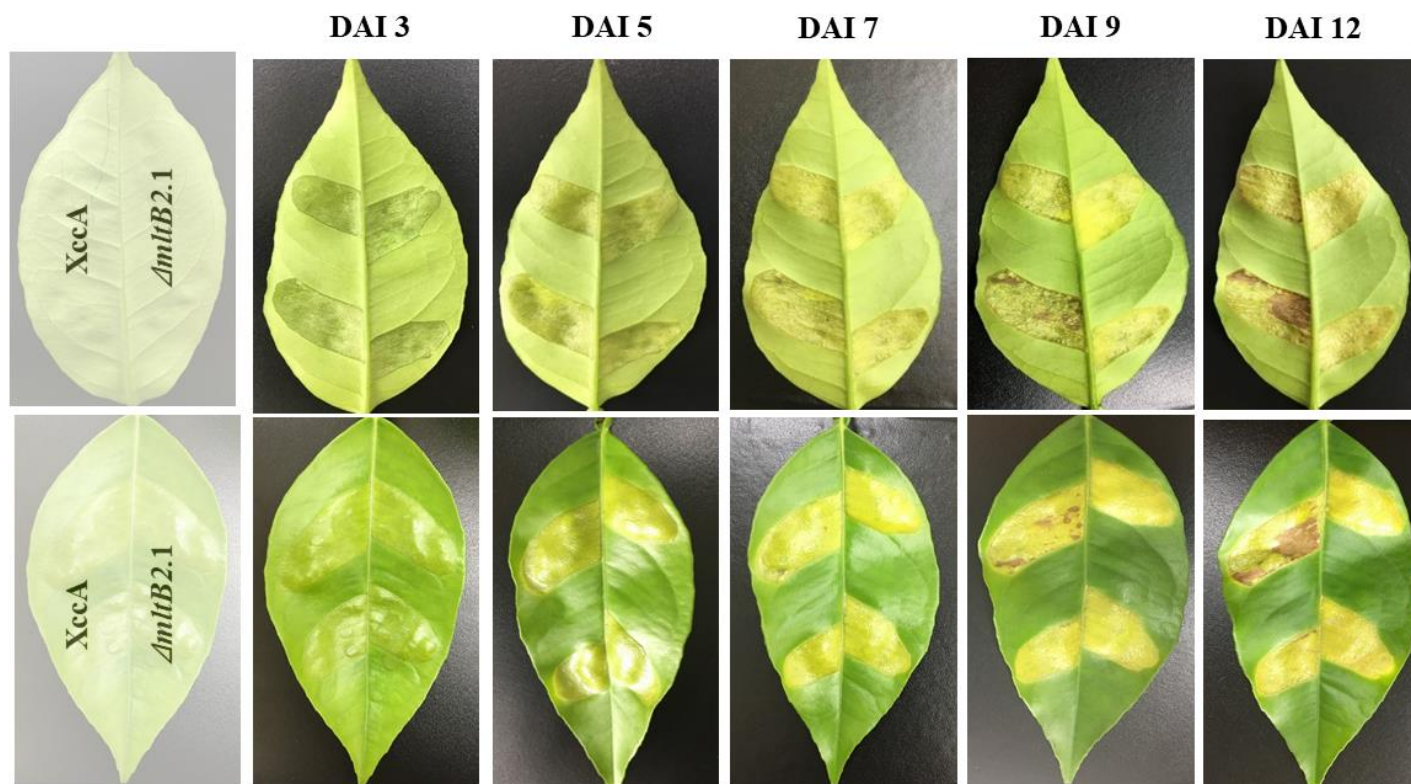 DAI 3
DAI 5
DAI 7
DAI 9
DAI 12
XccA
ΔmltB2.1
XccA
ΔmltB2.1